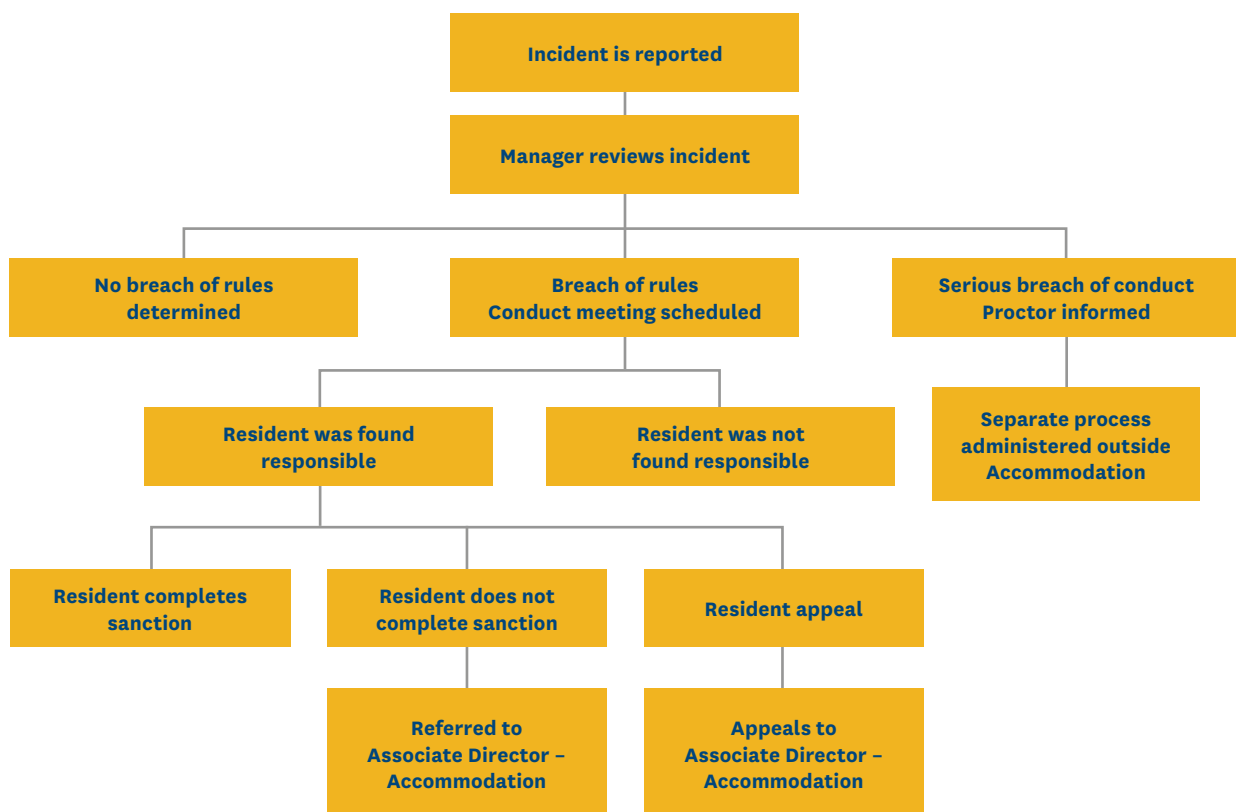 Incident is reported
Manager reviews incident
No breach of rules
determined
Breach of rules
Conduct meeting scheduled
Serious breach of conduct
Proctor informed
Resident was found
responsible
Resident was not
found responsible
Separate process
administered outside
Accommodation
Resident completes
sanction
Resident does not
complete sanction
Resident appeal
Referred to
Associate Director –
Accommodation
Appeals to
Associate Director –
Accommodation